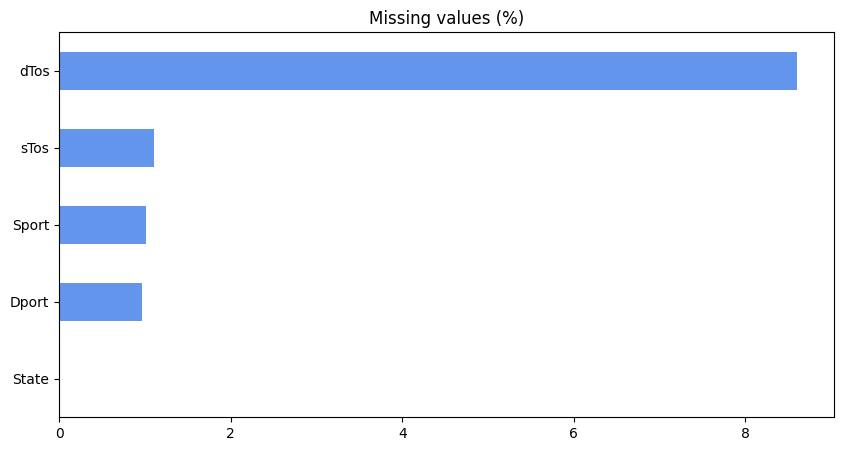 Missing values (%)
dTos
sTos
Sport
Dport
State
0 2 4 6 8